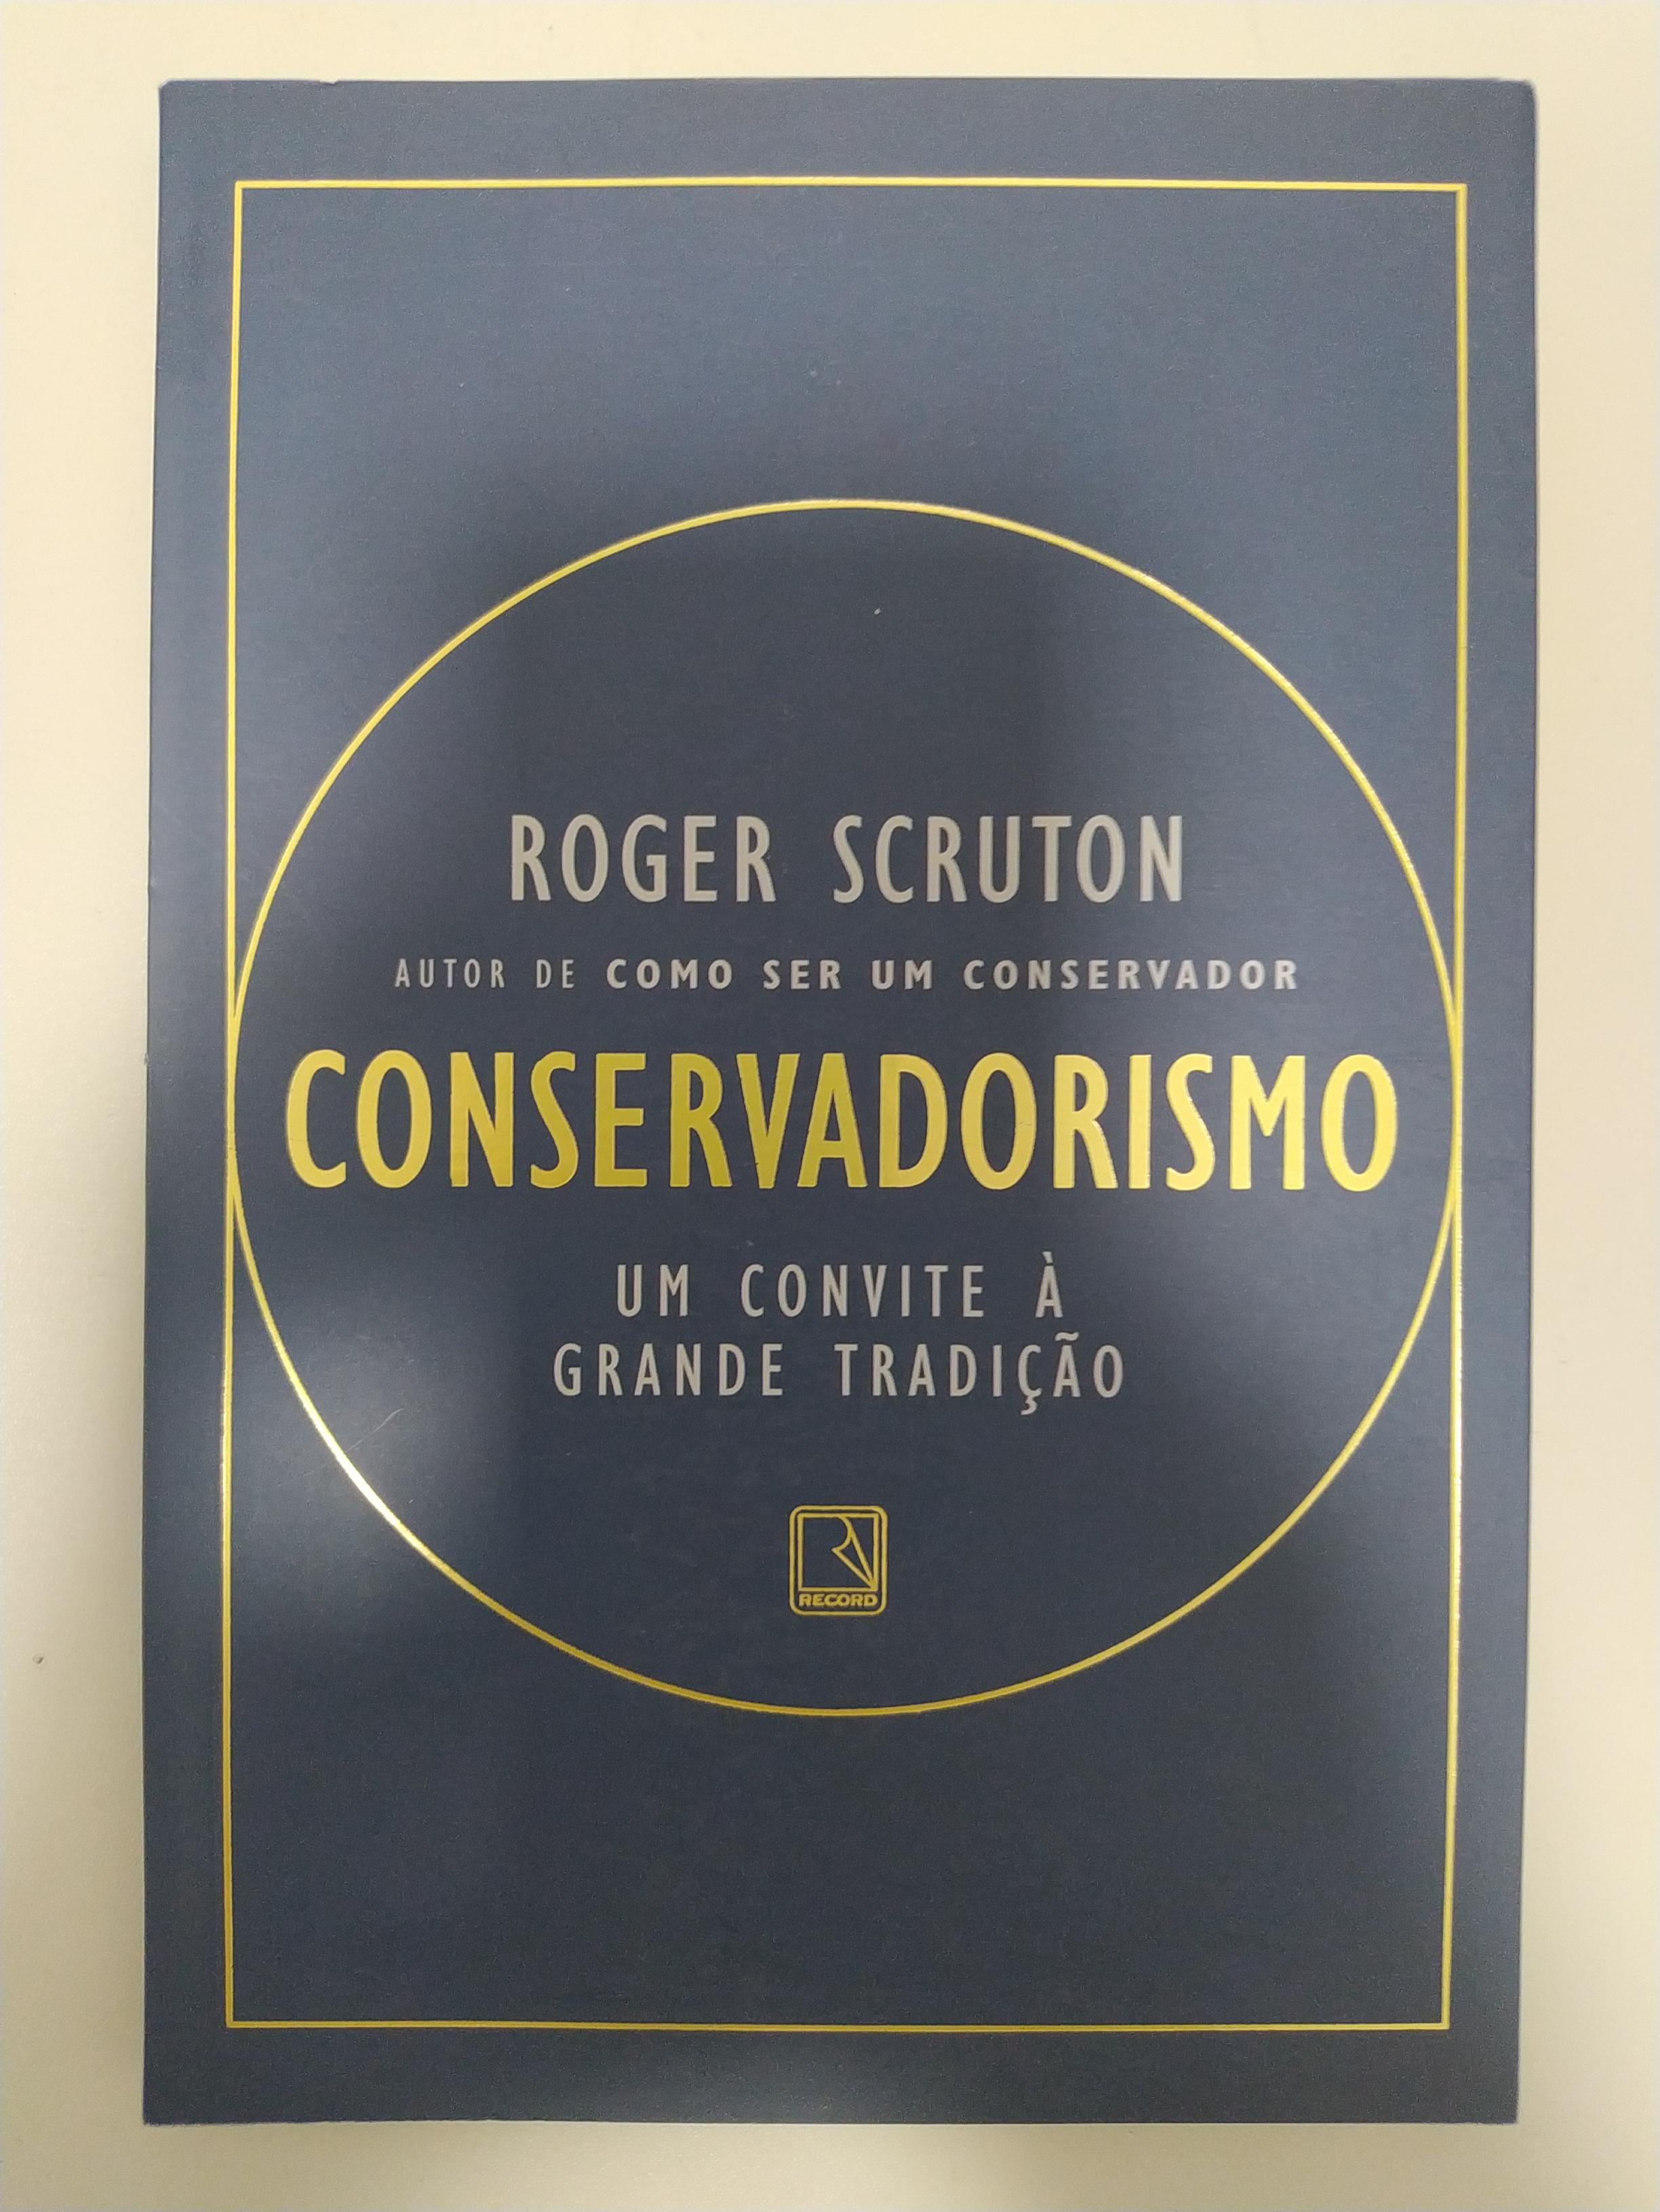 ROGER SCRUTON
AUTOR DE COMO SER UM CONSERVADOR
CONSERVADORISMO
UM CONVITE À
GRANDE TRADIÇÃO
RECORD